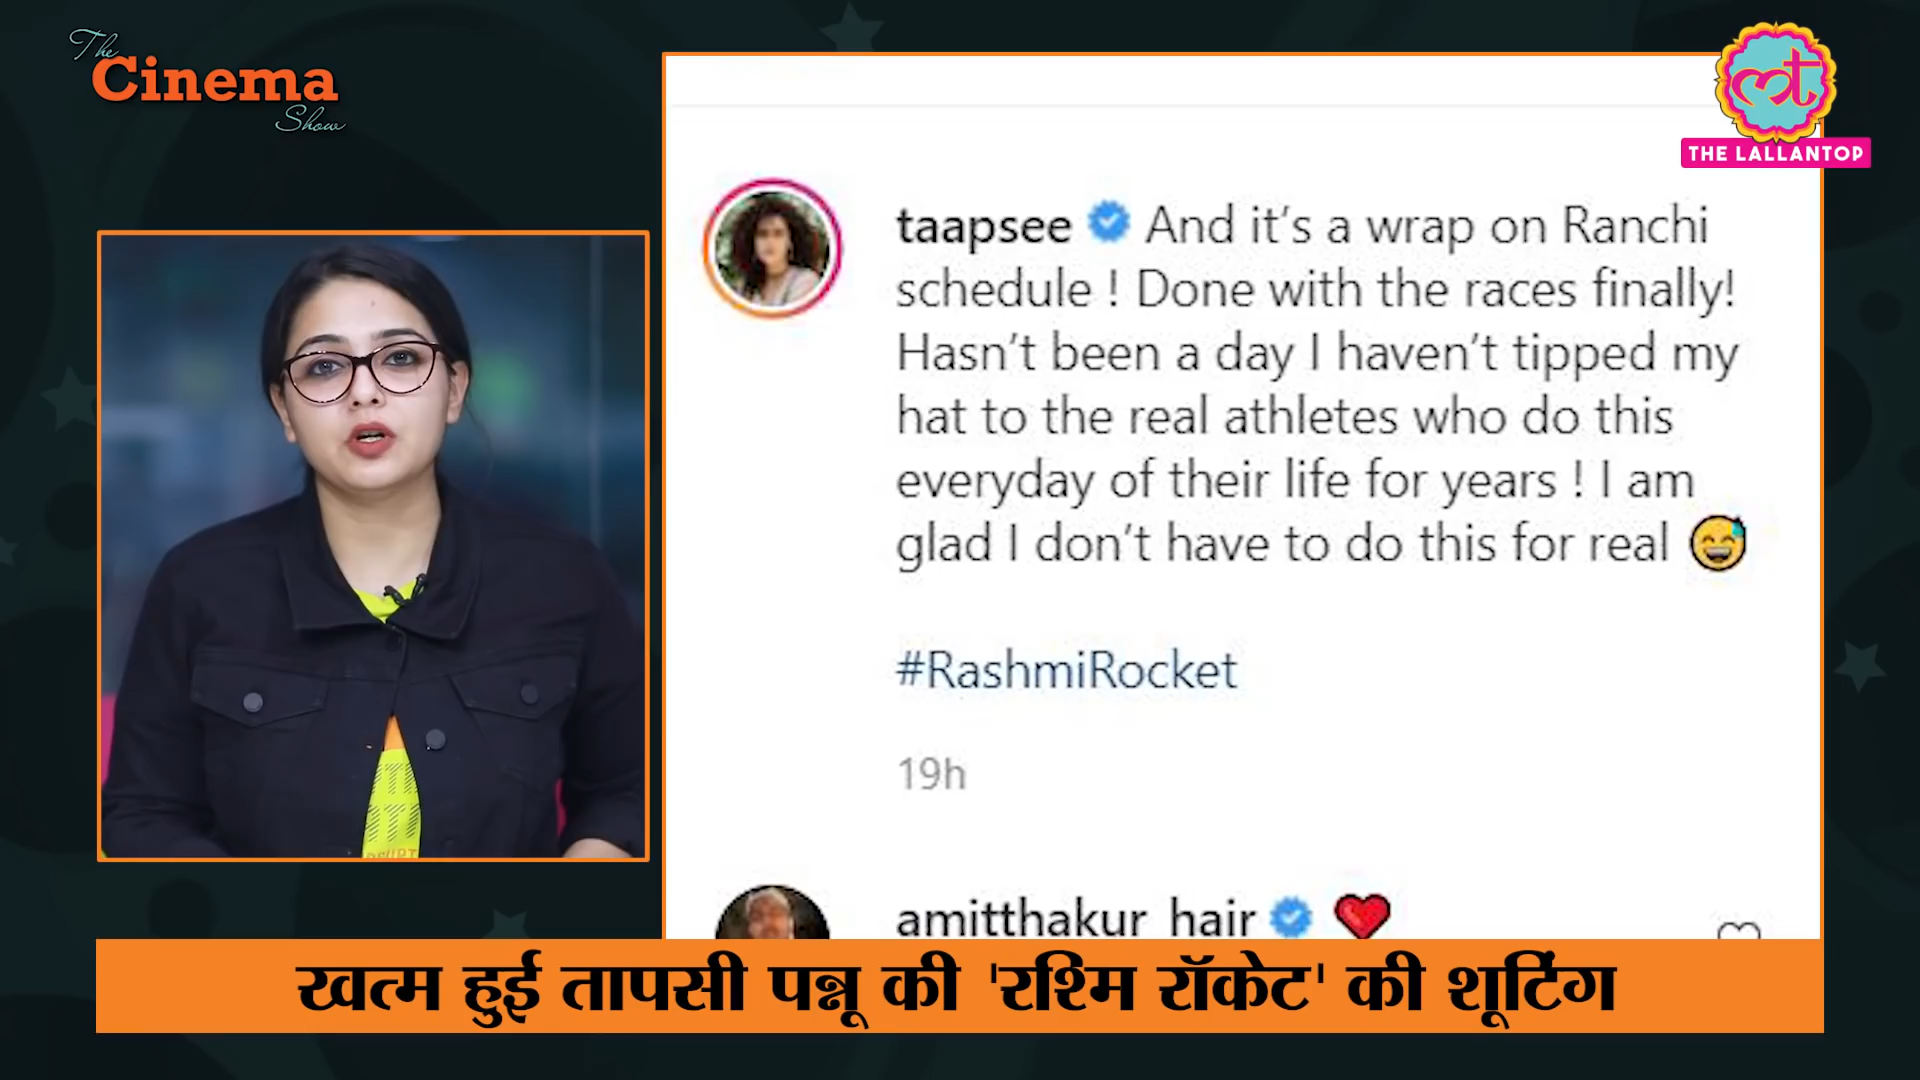 The
Cinema
Show
THE LALLANTOP
taapsee And it's a wrap on Ranchi
schedule ! Done with the races finally!
Hasn't been a day I haven't tipped my
hat to the real athletes who do this
everyday of their life for years ! I am
glad I don't have to do this for real 😅
#RashmiRocket
19h
amitthakur_hair ❤️
खत्म हुई तापसी पन्नू की 'रश्मि रॉकेट' की शूटिंग